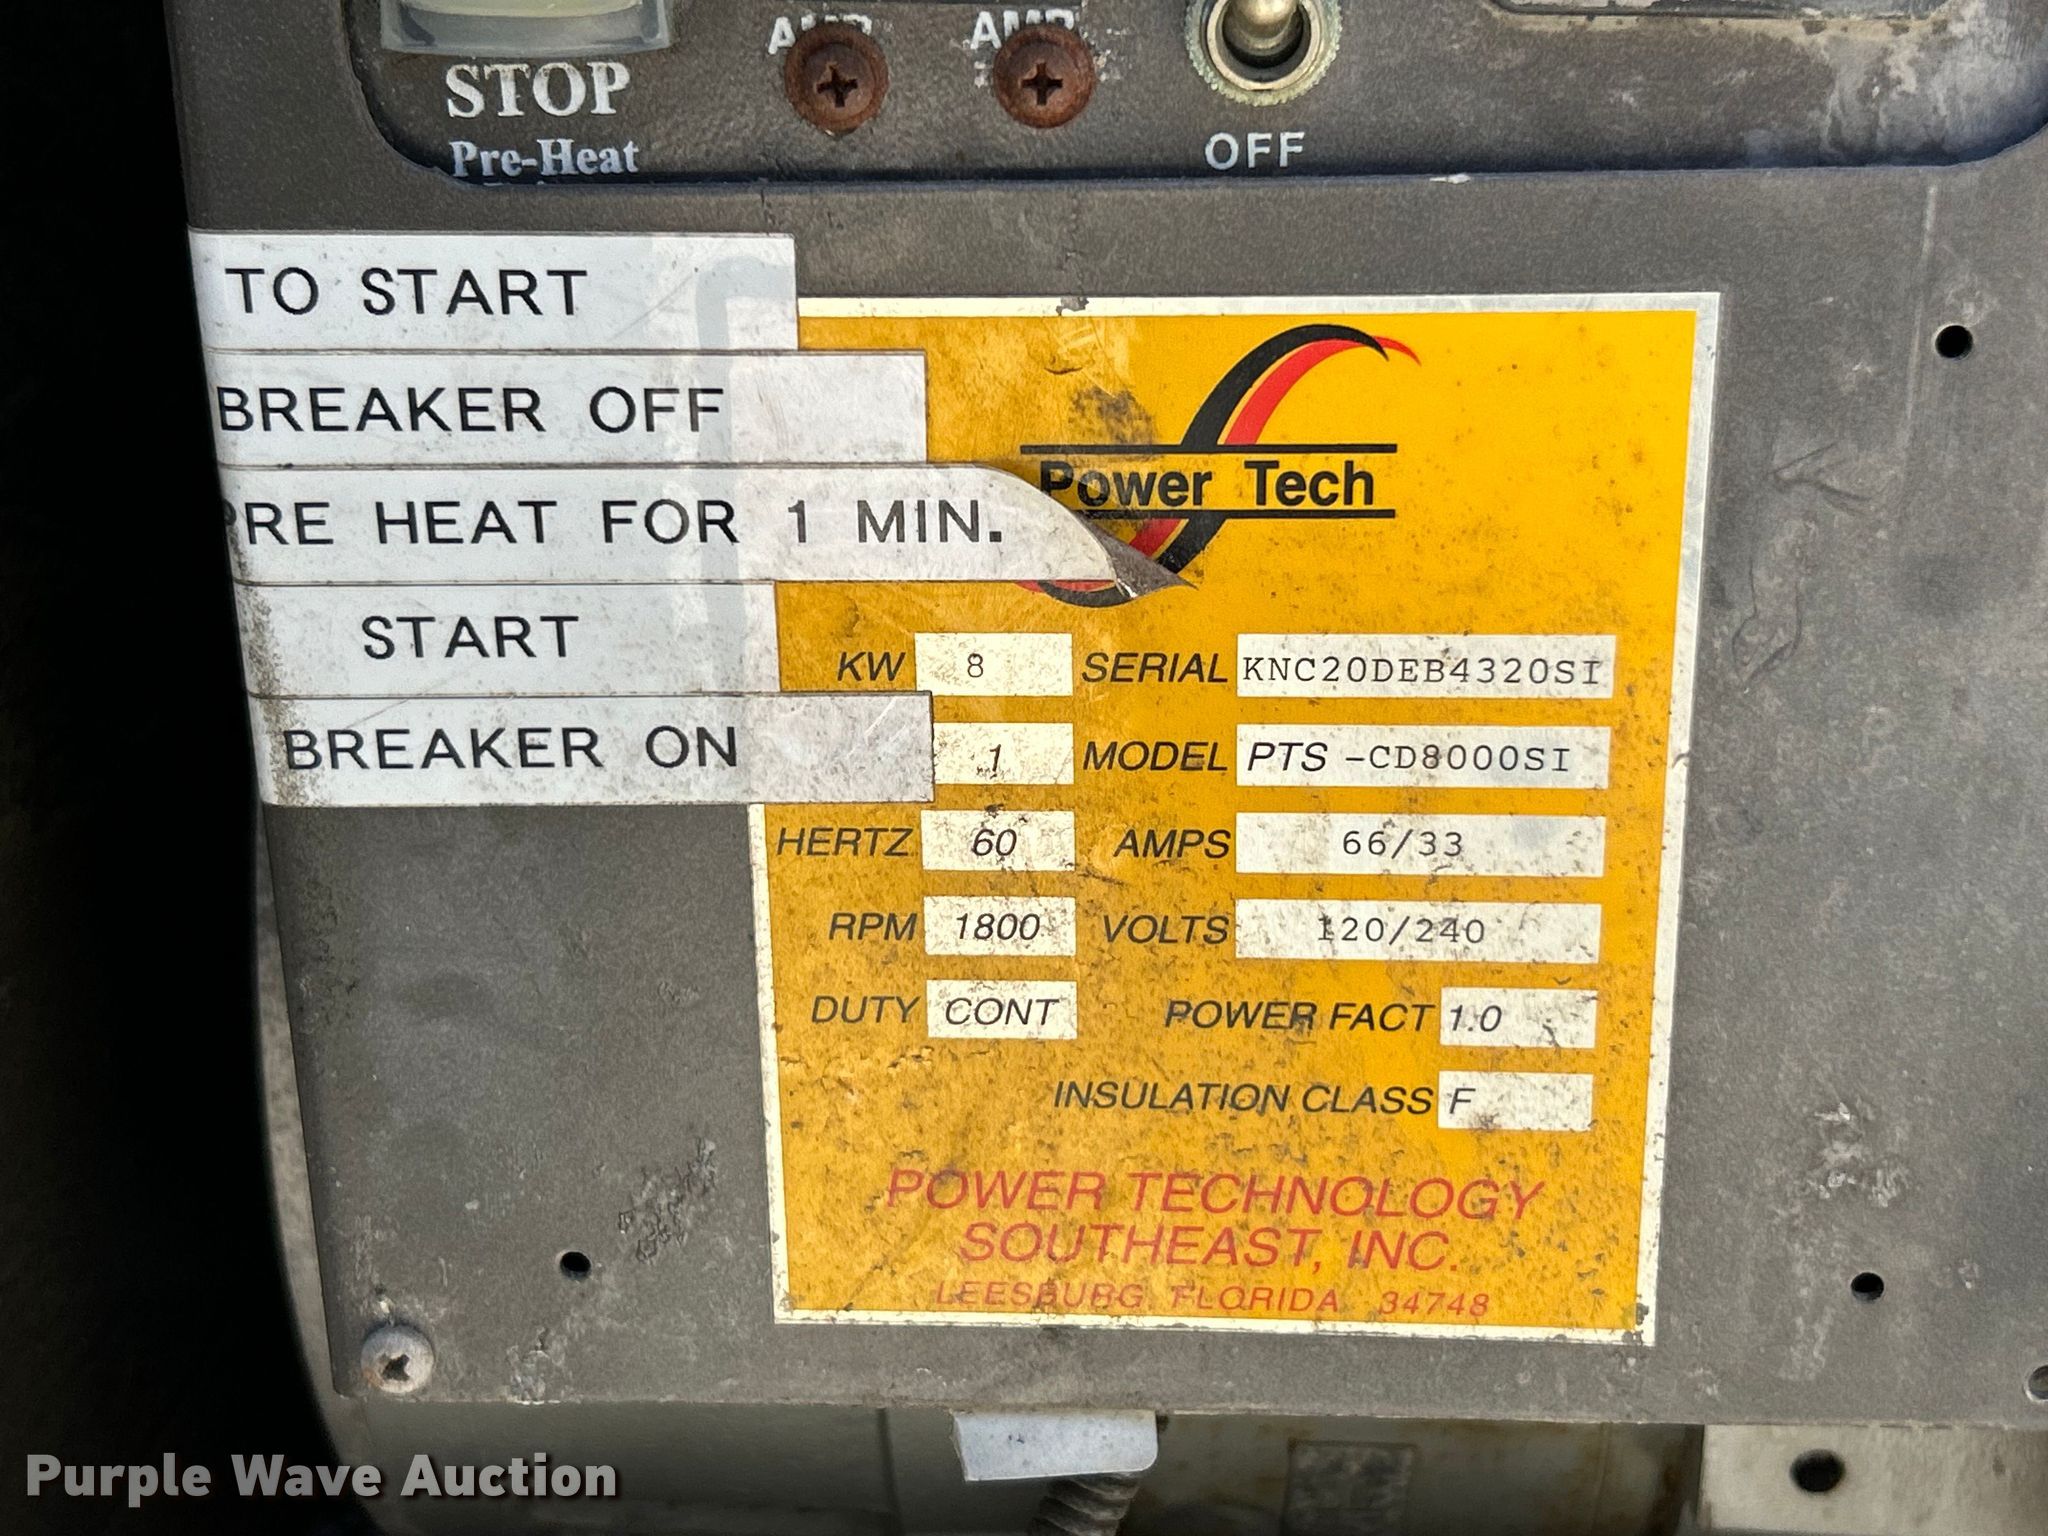 STOP
Pre-Heat
AMP
AMP
OFF
TO START
BREAKER OFF
PRE HEAT FOR 1 MIN.
START
BREAKER ON
Power Tech
KW 8 SERIAL KNC20DEB4320SI
1 MODEL PTS -CD8000SI
HERTZ 60 AMPS 66/33
RPM 1800 VOLTS 120/240
DUTY CONT POWER FACT 1.0
INSULATION CLASS F
POWER TECHNOLOGY
SOUTHEAST, INC.
LEESBURG FLORIDA 34748
Purple Wave Auction